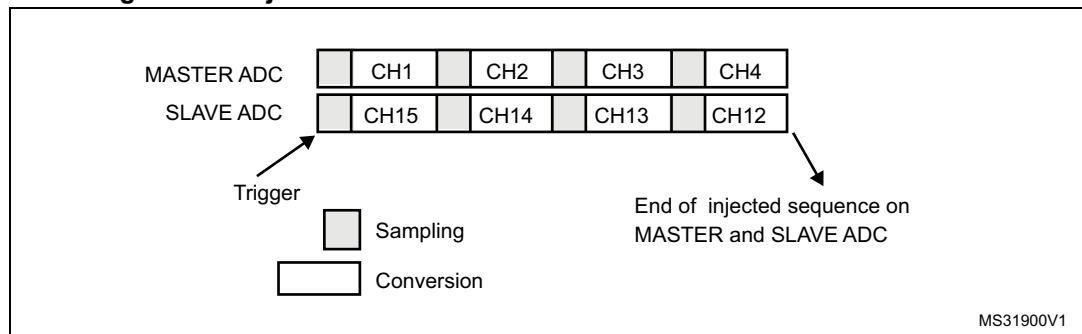 MASTER ADC CH1 CH2 CH3 CH4
SLAVE ADC CH15 CH14 CH13 CH12
Trigger
End of injected sequence on
MASTER and SLAVE ADC
Sampling
Conversion
MS31900V1